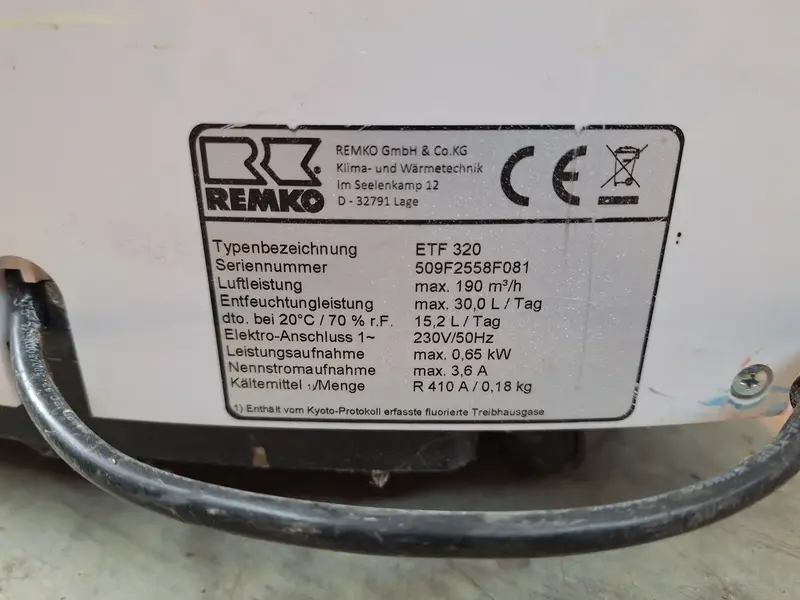 REMKO
REMKO GmbH & Co.KG
Klima- und Wärmetechnik
Im Seelenkamp 12
D - 32791 Lage
CE
Typenbezeichnung ETF 320
Seriennummer 509F2558F081
Luftleistung max. 190 m³/h
Entfeuchtungleistung max. 30,0 L / Tag
dto. bei 20°C / 70 % r.F. 15,2 L / Tag
Elektro-Anschluss 1~ 230V/50Hz
Leistungsaufnahme max. 0,65 kW
Nennstromaufnahme max. 3,6 A
Kältemittel 1)/Menge R 410 A / 0,18 kg
1) Enthält vom Kyoto-Protokoll erfasste fluorierte Treibhausgase